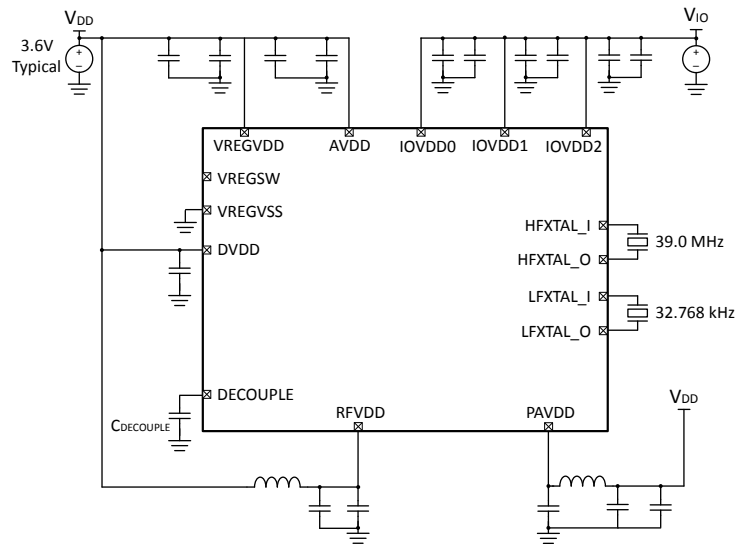 VDD
VIO
3.6V
Typical
+
−
+
−
VREGVDD
AVDD
IOVDD0
IOVDD1
IOVDD2
VREGSW
VREGVSS
DVDD
HFXTAL_I
39.0 MHz
HFXTAL_O
LFXTAL_I
32.768 kHz
LFXTAL_O
DECOUPLE
CDECOUPLE
RFVDD
PAVDD
VDD